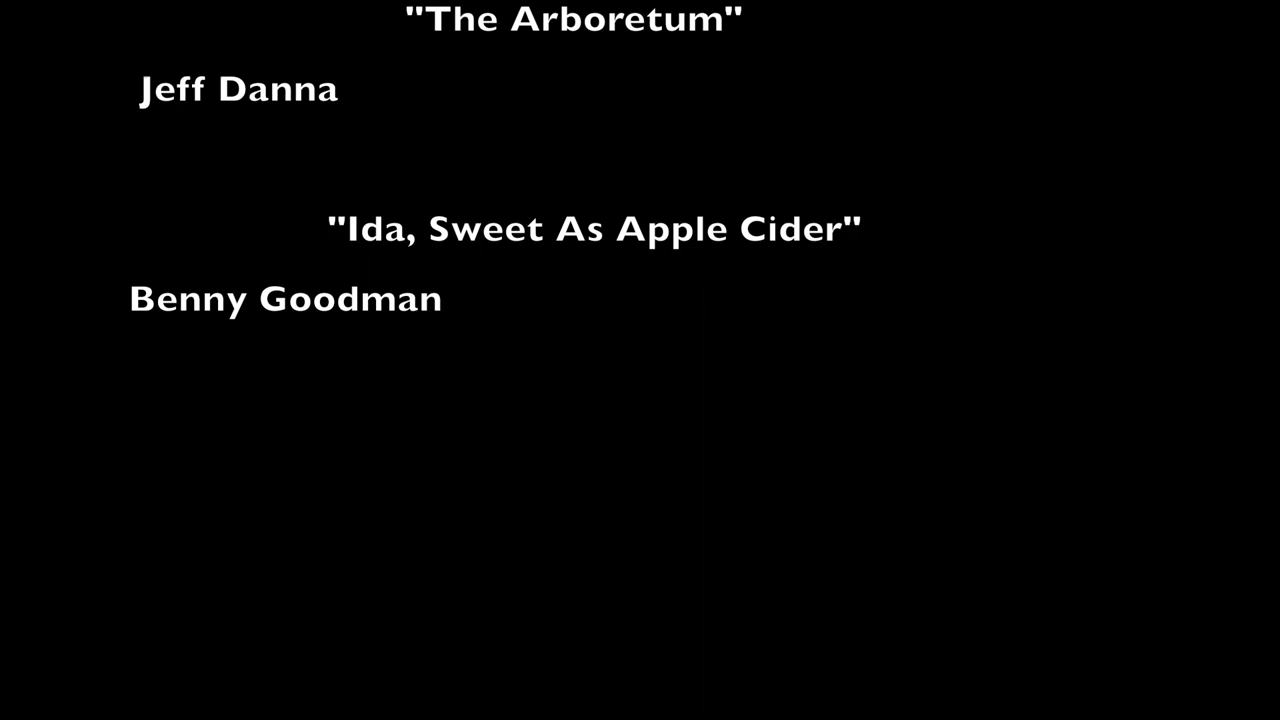 "The Arboretum"
Jeff Danna
"Ida, Sweet As Apple Cider"
Benny Goodman